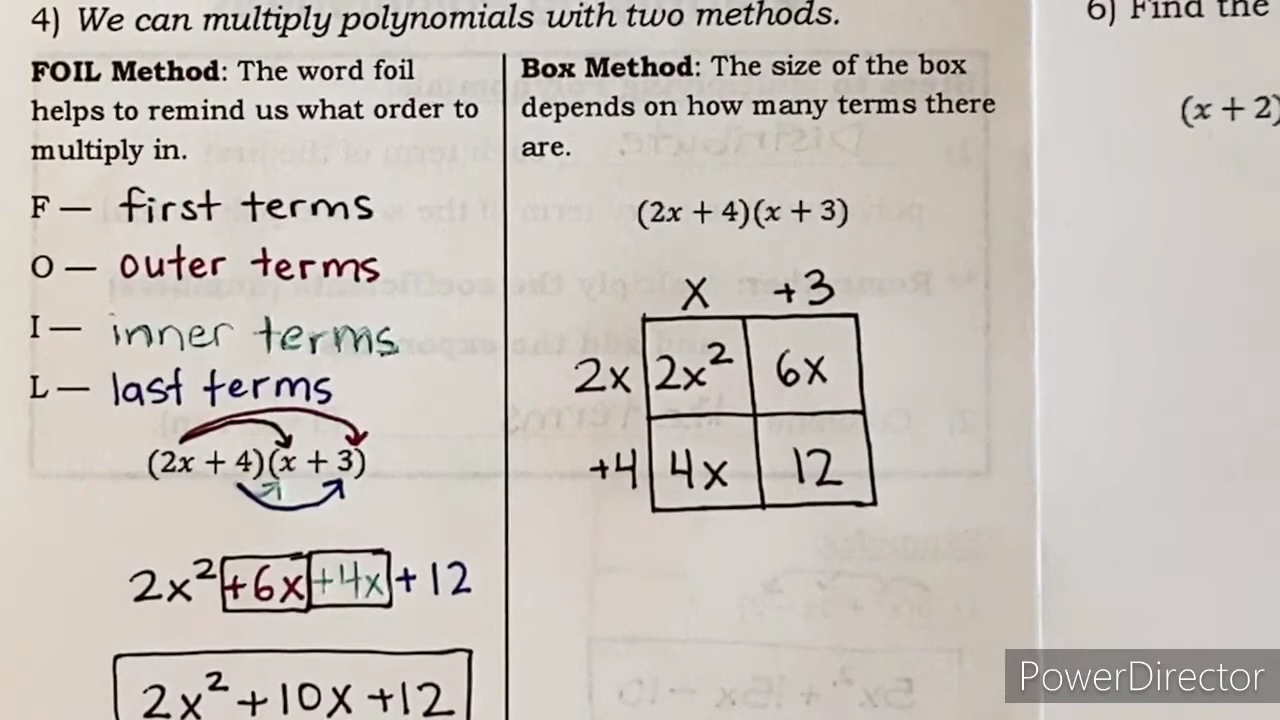 4) We can multiply polynomials with two methods.
FOIL Method: The word foil
helps to remind us what order to
multiply in.
F — first terms
O — outer terms
I — inner terms
L — last terms
(2x + 4)(x + 3)
2x² +6x +4x + 12
2x² + 10x + 12
Box Method: The size of the box
depends on how many terms there
are.
(2x + 4)(x + 3)
x +3
2x 2x² 6x
+4 4x 12
6) Find the
(x + 2)
PowerDirector